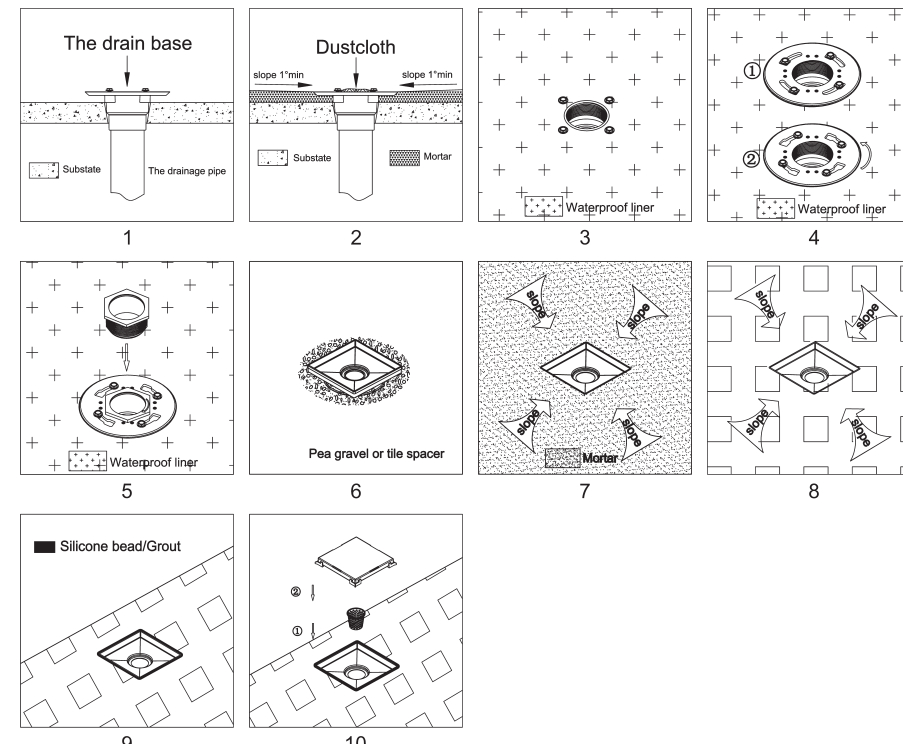 The drain base
Substate
The drainage pipe
1
Dustcloth
slope 1°min
slope 1°min
Substate
Mortar
2
Waterproof liner
3
①
②
Waterproof liner
4
Waterproof liner
5
Pea gravel or tile spacer
6
slope
slope
slope
slope
Mortar
7
slope
slope
slope
slope
8
Silicone bead/Grout
9
②
①
10